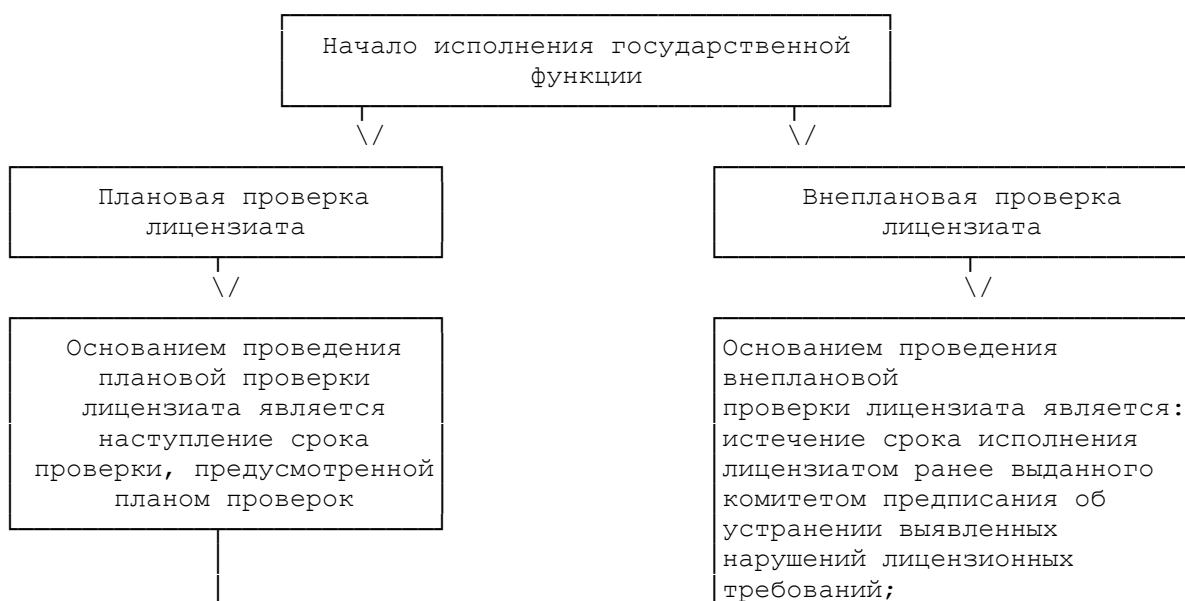 Начало исполнения государственной
функции
Плановая проверка
лицензиата
Внеплановая проверка
лицензиата
Основанием проведения
плановой проверки
лицензиата является
наступление срока
проверки, предусмотренной
планом проверок
Основанием проведения
внеплановой
проверки лицензиата является:
истечение срока исполнения
лицензиатом ранее выданного
комитетом предписания об
устранении выявленных
нарушений лицензионных
требований;